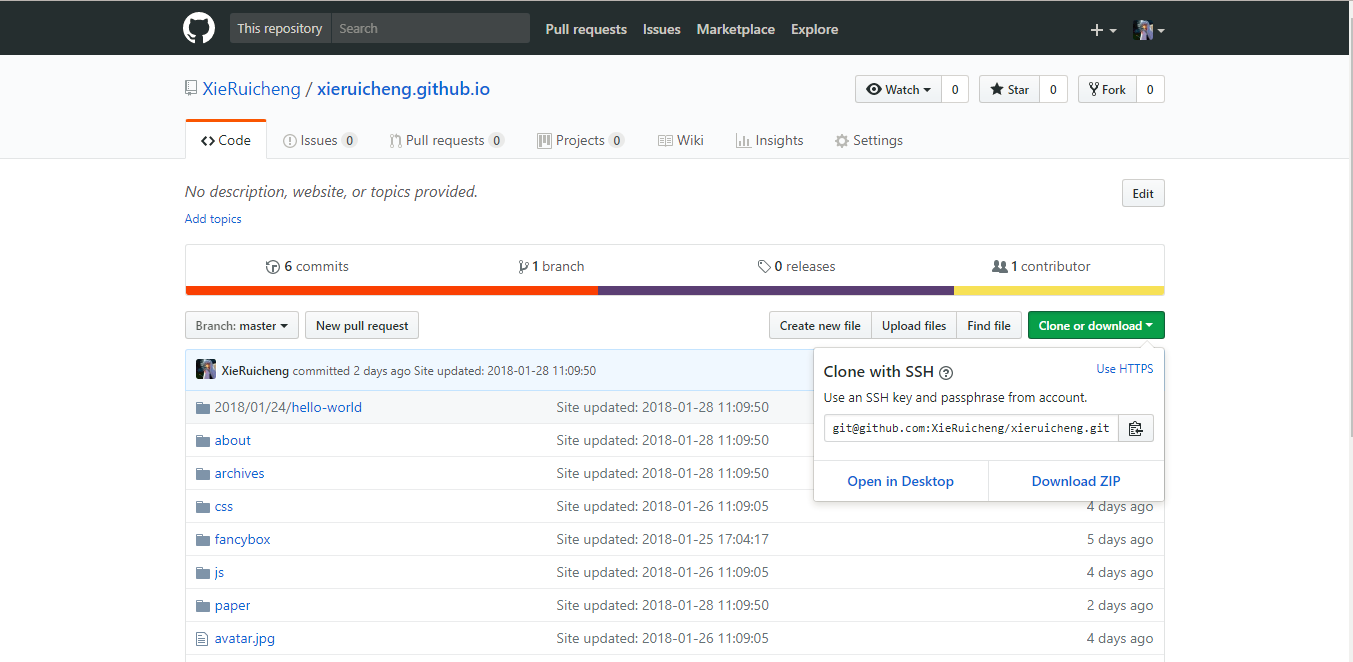 This repository Search Pull requests Issues Marketplace Explore
XieRuicheng / xieruicheng.github.io Watch 0 Star 0 Fork 0
Code Issues 0 Pull requests 0 Projects 0 Wiki Insights Settings
No description, website, or topics provided. Edit
Add topics
6 commits 1 branch 0 releases 1 contributor
Branch: master New pull request Create new file Upload files Find file Clone or download
XieRuicheng committed 2 days ago Site updated: 2018-01-28 11:09:50
Clone with SSH Use HTTPS
Use an SSH key and passphrase from account.
git@github.com:XieRuicheng/xieruicheng.git
Open in Desktop Download ZIP
2018/01/24/hello-world Site updated: 2018-01-28 11:09:50
about Site updated: 2018-01-28 11:09:50
archives Site updated: 2018-01-28 11:09:50
css Site updated: 2018-01-26 11:09:05 4 days ago
fancybox Site updated: 2018-01-25 17:04:17 5 days ago
js Site updated: 2018-01-26 11:09:05 4 days ago
paper Site updated: 2018-01-28 11:09:50 2 days ago
avatar.jpg Site updated: 2018-01-26 11:09:05 4 days ago